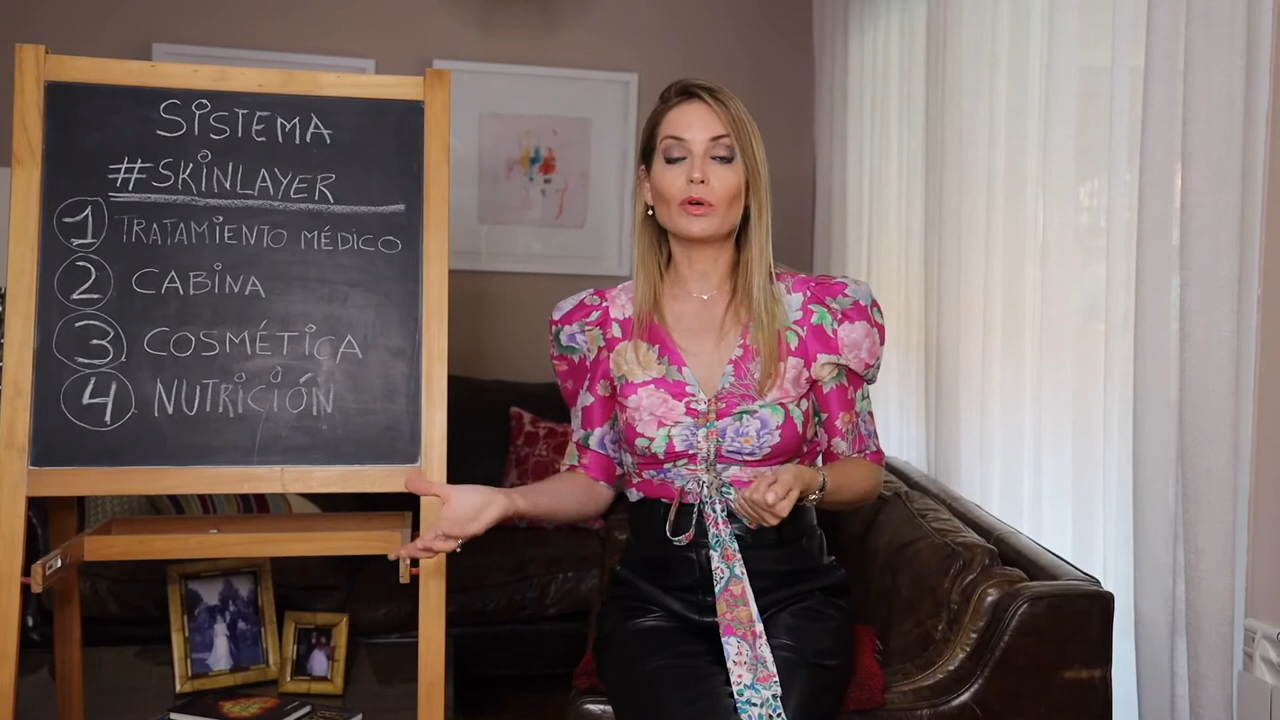 SISTEMA
#SKINLAYER
1 TRATAMIENTO MÉDICO
2 CABINA
3 COSMÉTICA
4 NUTRICIÓN